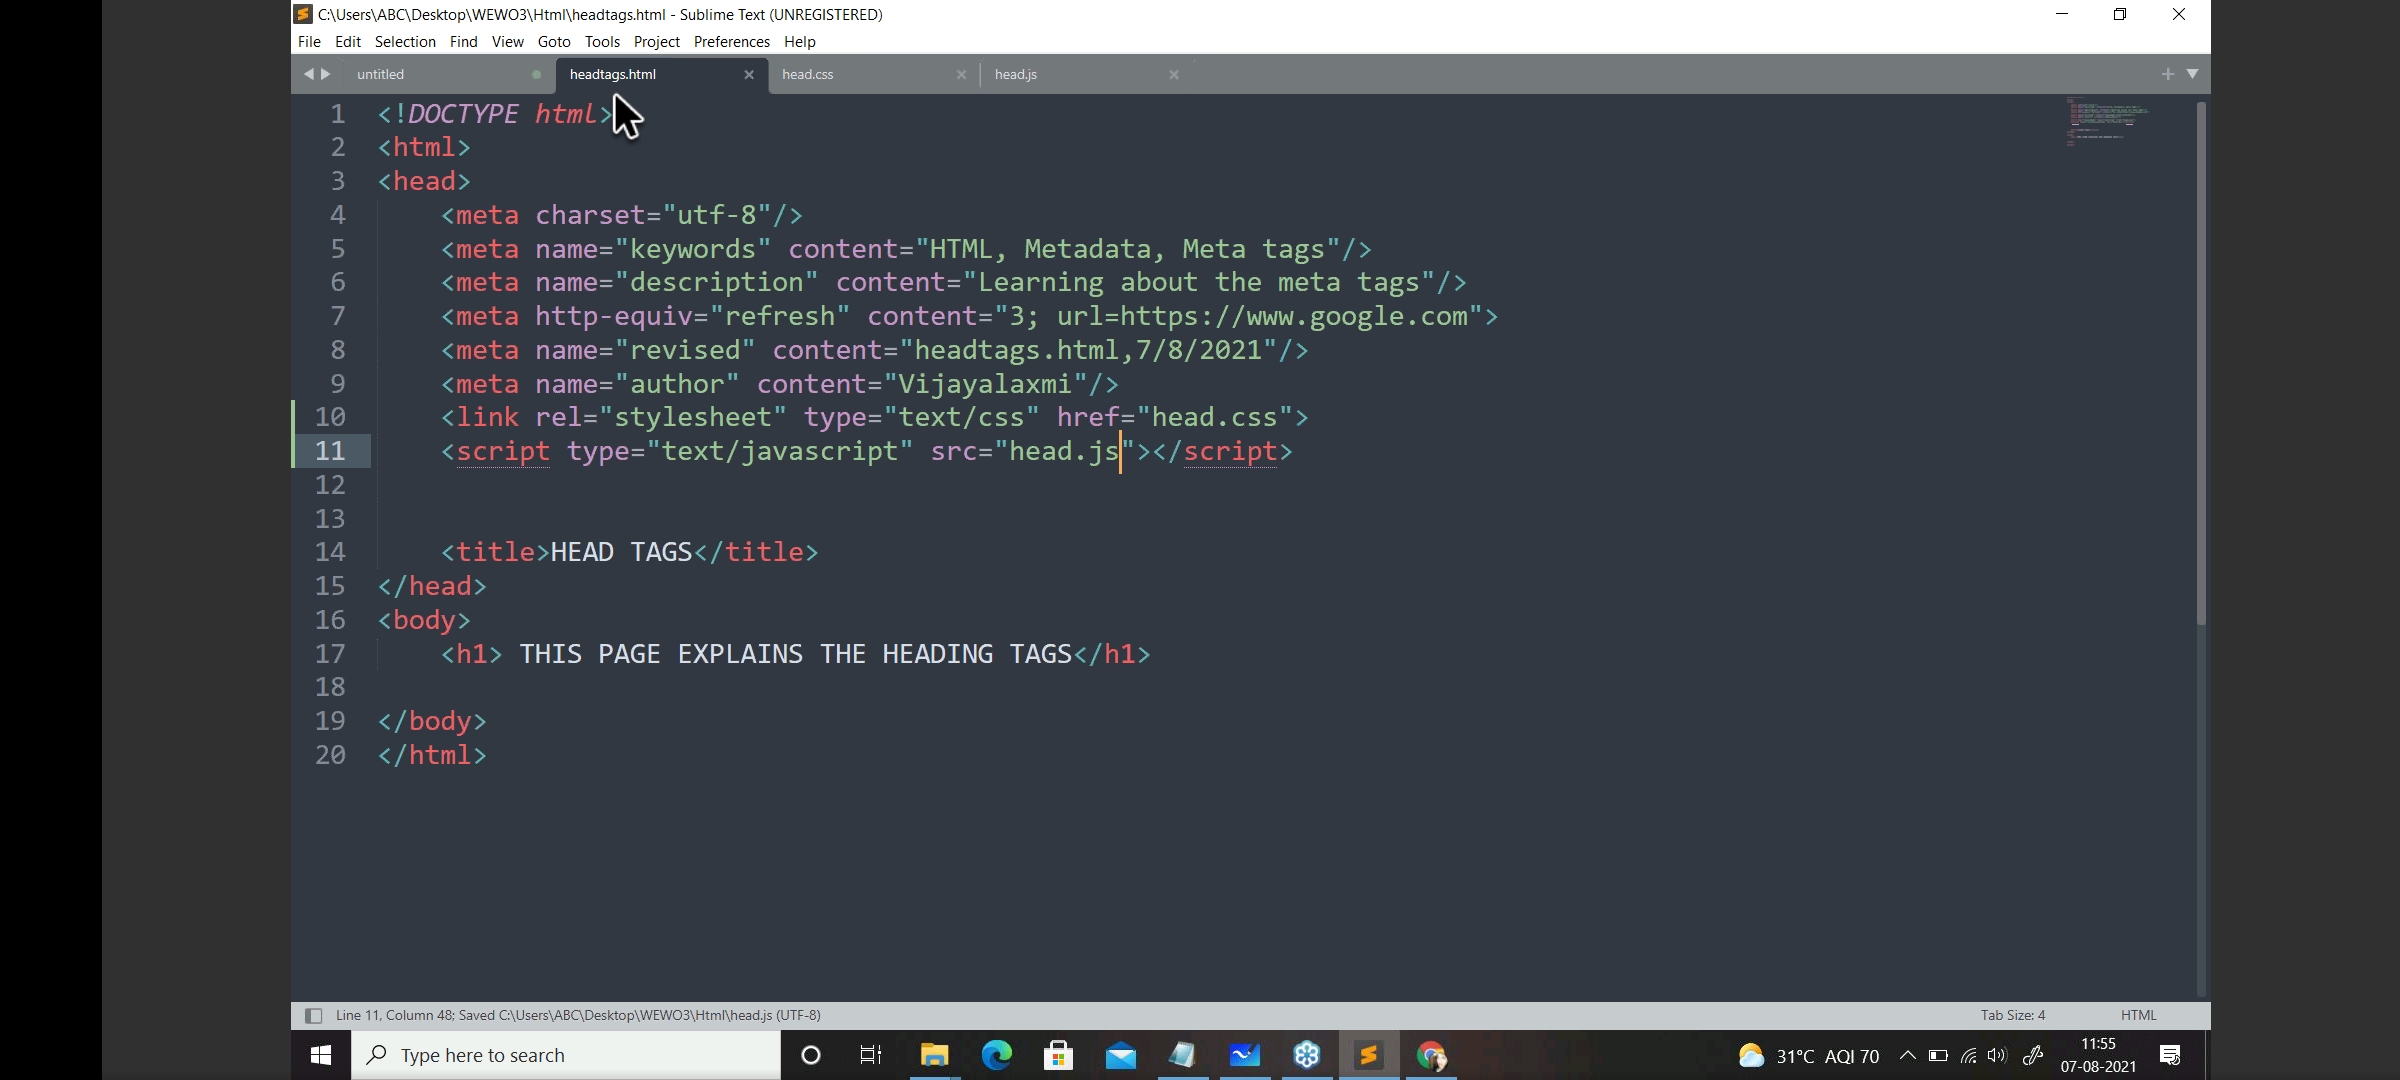 C:\Users\ABC\Desktop\WEWO3\Html\headtags.html - Sublime Text (UNREGISTERED)
File Edit Selection Find View Goto Tools Project Preferences Help
untitled headtags.html head.css head.js
1 <!DOCTYPE html>
2 <html>
3 <head>
4 <meta charset="utf-8"/>
5 <meta name="keywords" content="HTML, Metadata, Meta tags"/>
6 <meta name="description" content="Learning about the meta tags"/>
7 <meta http-equiv="refresh" content="3; url=https://www.google.com">
8 <meta name="revised" content="headtags.html,7/8/2021"/>
9 <meta name="author" content="Vijayalaxmi"/>
10 <link rel="stylesheet" type="text/css" href="head.css">
11 <script type="text/javascript" src="head.js"></script>
12
13
14 <title>HEAD TAGS</title>
15 </head>
16 <body>
17 <h1> THIS PAGE EXPLAINS THE HEADING TAGS</h1>
18
19 </body>
20 </html>
Line 11, Column 48; Saved C:\Users\ABC\Desktop\WEWO3\Html\head.js (UTF-8) Tab Size: 4 HTML
Type here to search 31°C AQI 70 11:55
07-08-2021